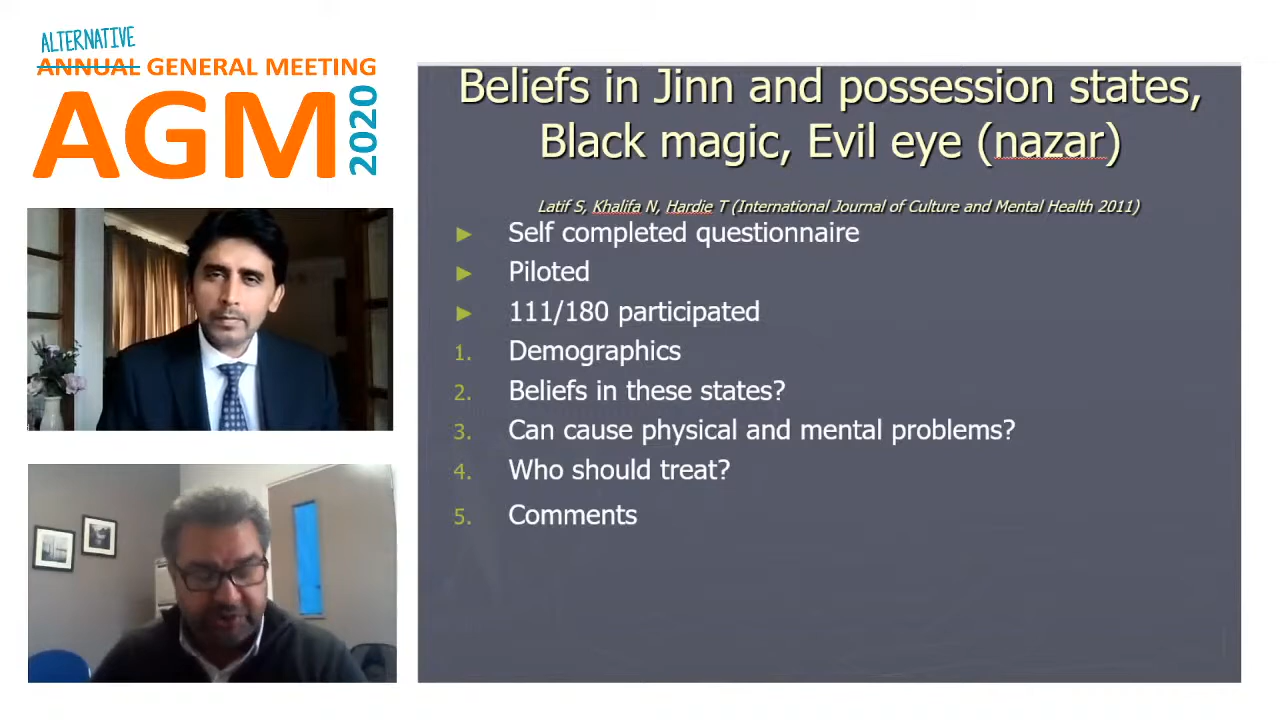 ALTERNATIVE
ANNUAL GENERAL MEETING
AGM 2020
Beliefs in Jinn and possession states,
Black magic, Evil eye (nazar)
Latif S, Khalifa N, Hardie T (International Journal of Culture and Mental Health 2011)
► Self completed questionnaire
► Piloted
► 111/180 participated
1. Demographics
2. Beliefs in these states?
3. Can cause physical and mental problems?
4. Who should treat?
5. Comments